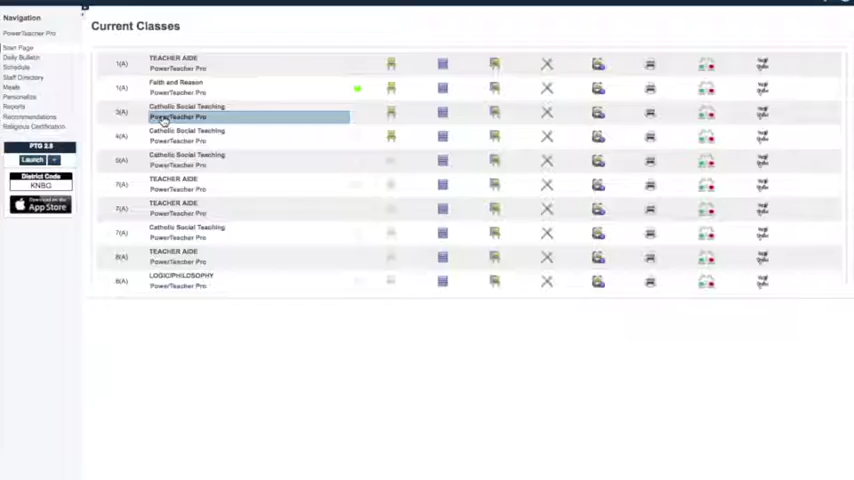 Navigation
PowerTeacher Pro
Start Page
Daily Bulletin
Schedule
Staff Directory
Meals
Personalize
Reports
Recommendations
Religious Certification
PTG 2.8
Launch
District Code
KNBG
Download on the
App Store
Current Classes
1(A) TEACHER AIDE
PowerTeacher Pro
1(A) Faith and Reason
PowerTeacher Pro
3(A) Catholic Social Teaching
PowerTeacher Pro
4(A) Catholic Social Teaching
PowerTeacher Pro
Catholic Social Teaching
PowerTeacher Pro
7(A) TEACHER AIDE
PowerTeacher Pro
7(A) TEACHER AIDE
PowerTeacher Pro
7(A) Catholic Social Teaching
PowerTeacher Pro
8(A) TEACHER AIDE
PowerTeacher Pro
8(A) LOGIC/PHILOSOPHY
PowerTeacher Pro